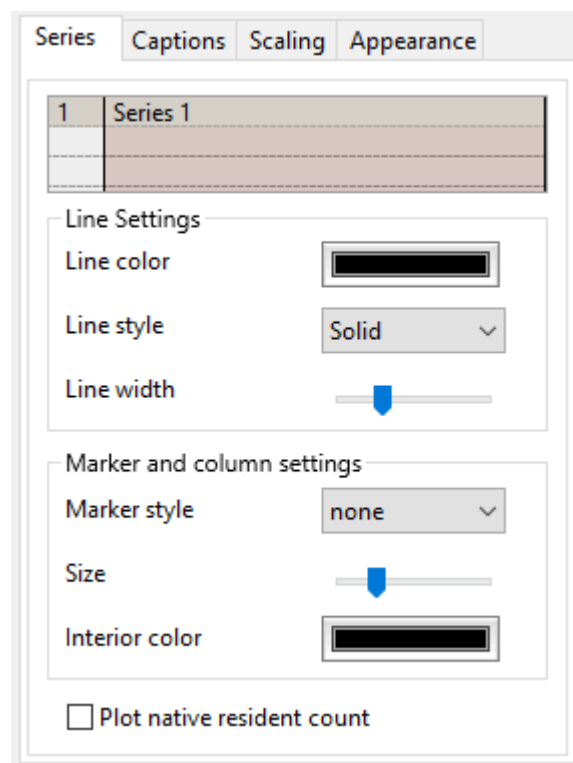 Series Captions Scaling Appearance
1 Series 1
Line Settings
Line color
Line style Solid
Line width
Marker and column settings
Marker style none
Size
Interior color
Plot native resident count